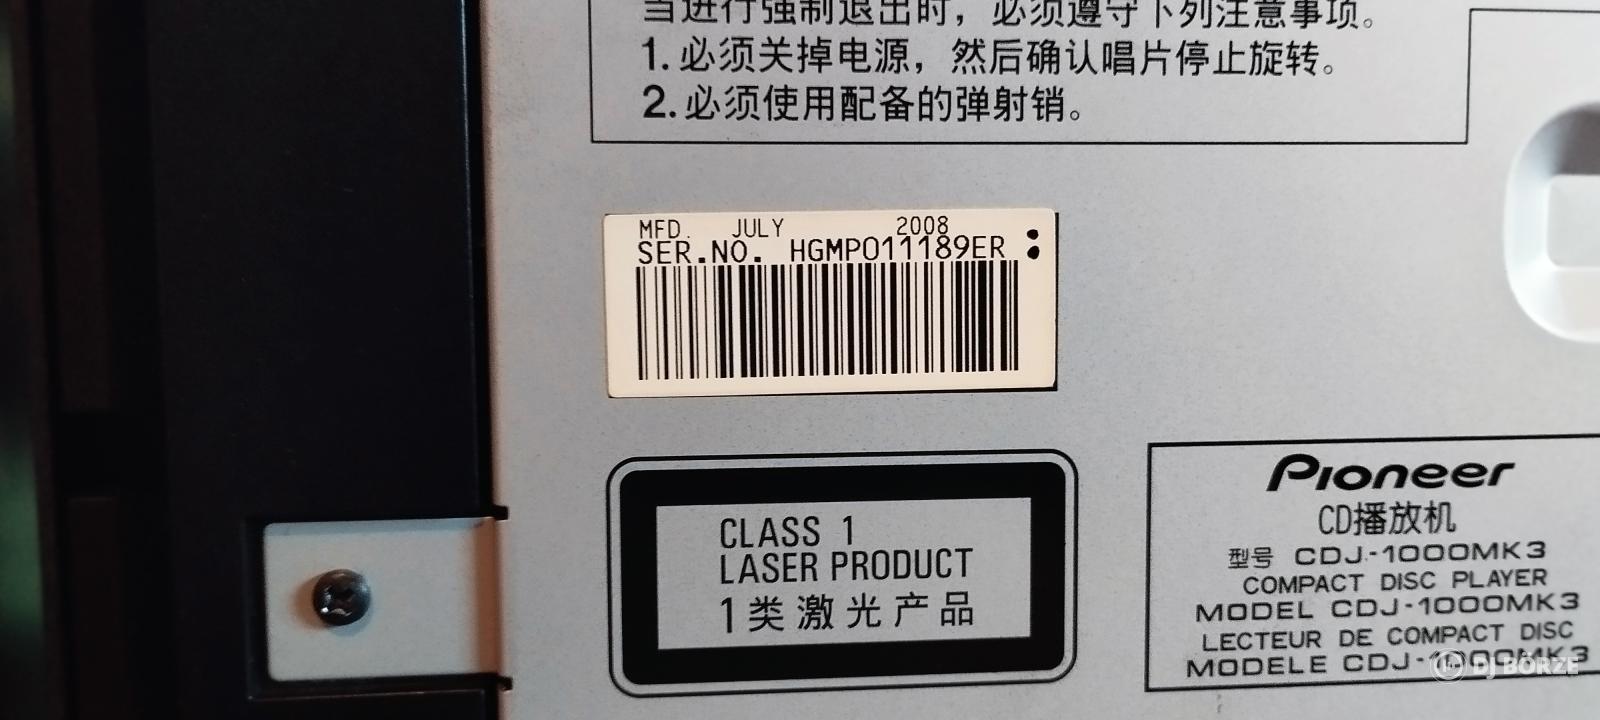 当进行强制退出时，必须遵守下列注意事项。
1. 必须关掉电源，然后确认唱片停止旋转。
2. 必须使用配备的弹射销。
MFD. JULY 2008
SER.NO. HGMP011189ER :
CLASS 1
LASER PRODUCT
1类激光产品
Pioneer
CD播放机
型号 CDJ-1000MK3
COMPACT DISC PLAYER
MODEL CDJ-1000MK3
LECTEUR DE COMPACT DISC
MODELE CDJ-1000MK3
DJ BÖRZE